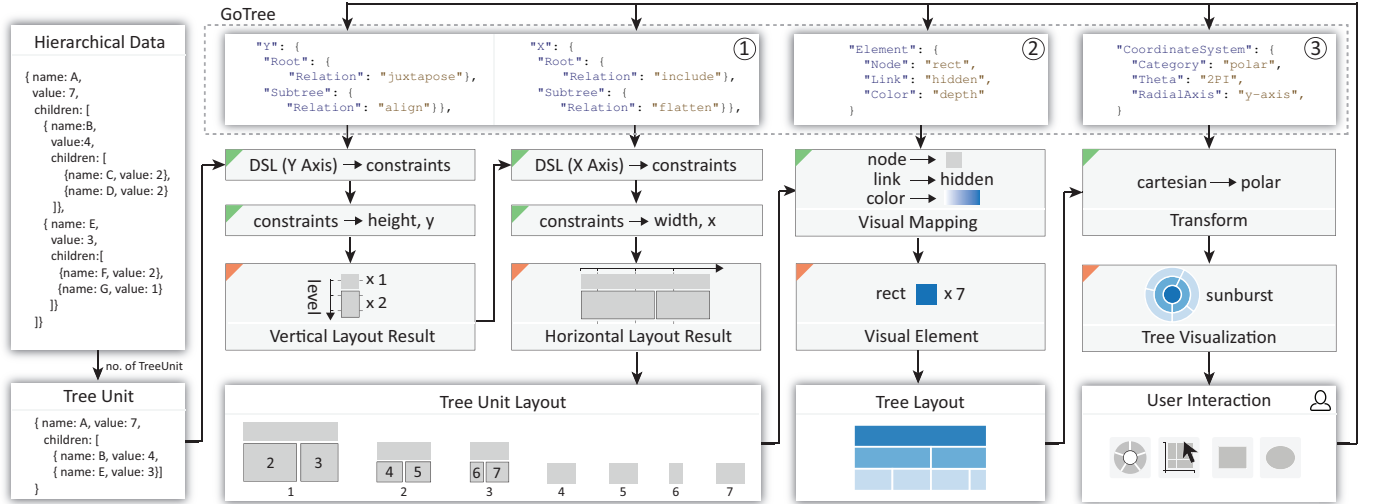 GoTree
Hierarchical Data
{ name: A,
value: 7,
children: [
{ name:B,
value:4,
children: [
{name: C, value: 2},
{name: D, value: 2}
]},
{ name: E,
value: 3,
children:[
{name: F, value: 2},
{name: G, value: 1}
]}
]}
no. of TreeUnit
Tree Unit
{ name: A, value: 7,
children: [
{ name: B, value: 4,
{ name: E, value: 3}]
}
"Y": {
"Root": {
"Relation": "juxtapose"},
"Subtree": {
"Relation": "align"}},
①
"X": {
"Root": {
"Relation": "include"},
"Subtree": {
"Relation": "flatten"}},
②
"Element": {
"Node": "rect",
"Link": "hidden",
"Color": "depth"
}
③
"CoordinateSystem": {
"Category": "polar",
"Theta": "2PI",
"RadialAxis": "y-axis",
}
DSL (Y Axis) → constraints
constraints → height, y
level
x 1
x 2
Vertical Layout Result
DSL (X Axis) → constraints
constraints → width, x
Horizontal Layout Result
node →
link → hidden
color →
Visual Mapping
rect x 7
Visual Element
cartesian → polar
Transform
sunburst
Tree Visualization
Tree Unit Layout
2 3
4 5
6 7
1 2 3 4 5 6 7
Tree Layout
User Interaction